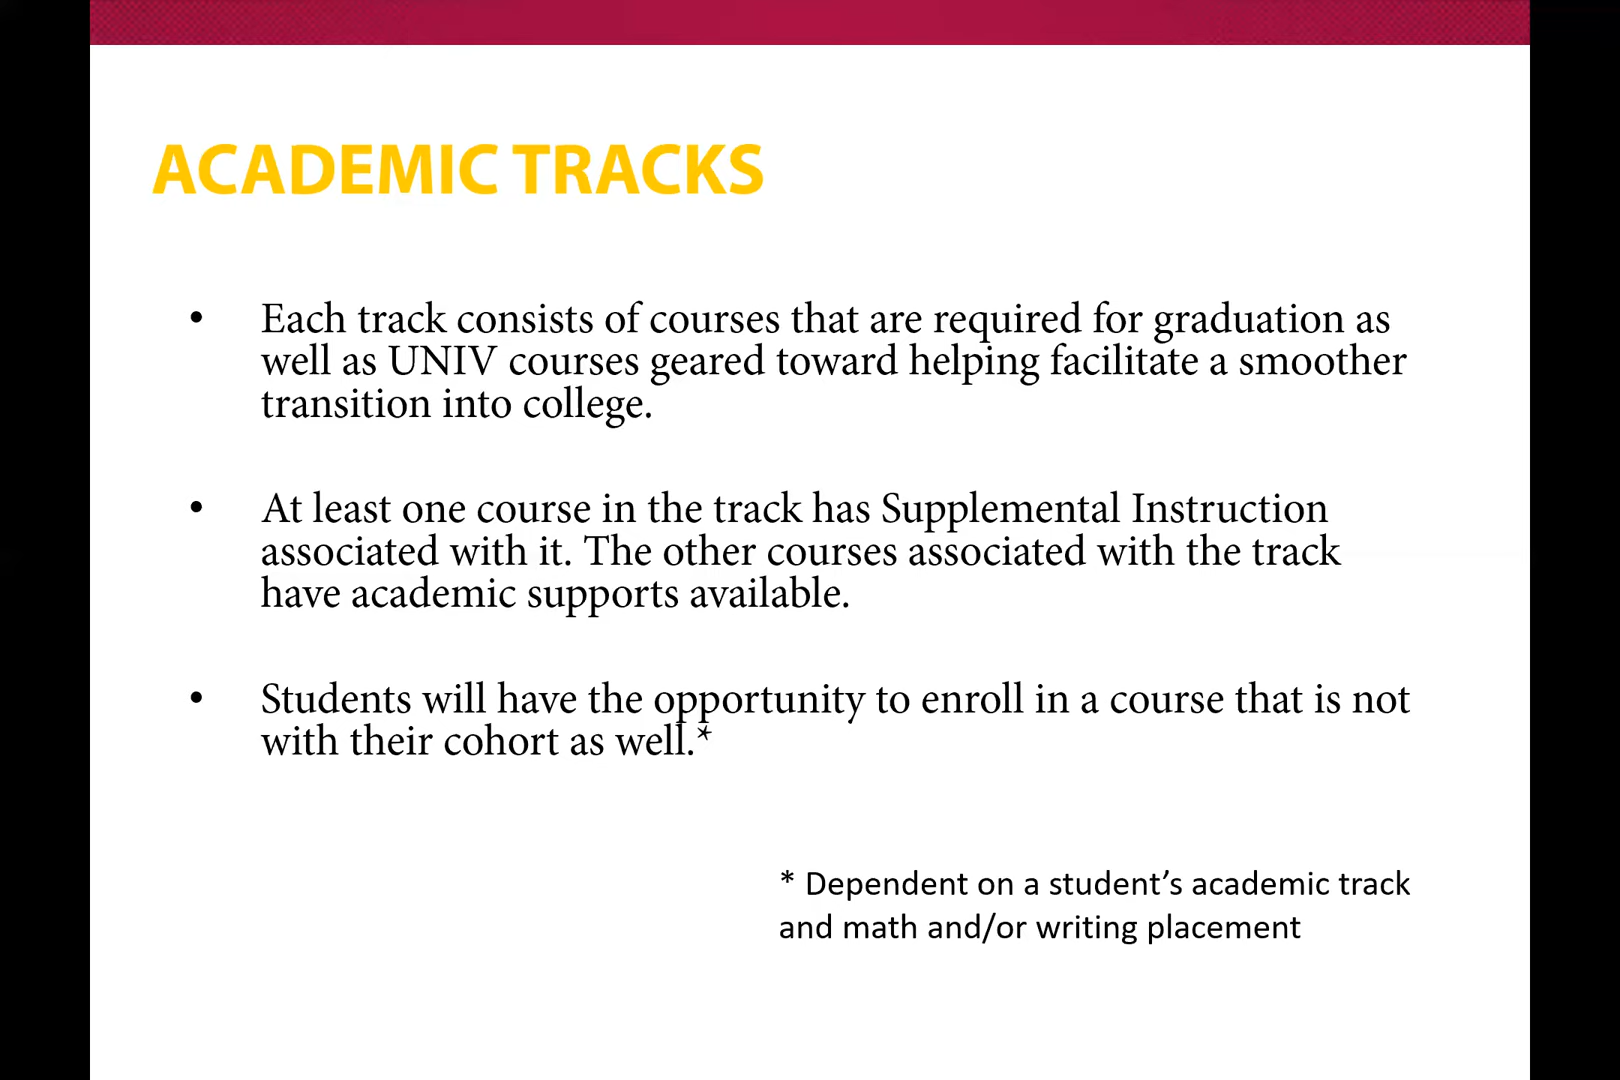 ACADEMIC TRACKS
• Each track consists of courses that are required for graduation as
well as UNIV courses geared toward helping facilitate a smoother
transition into college.
• At least one course in the track has Supplemental Instruction
associated with it. The other courses associated with the track
have academic supports available.
• Students will have the opportunity to enroll in a course that is not
with their cohort as well.*
* Dependent on a student’s academic track
and math and/or writing placement